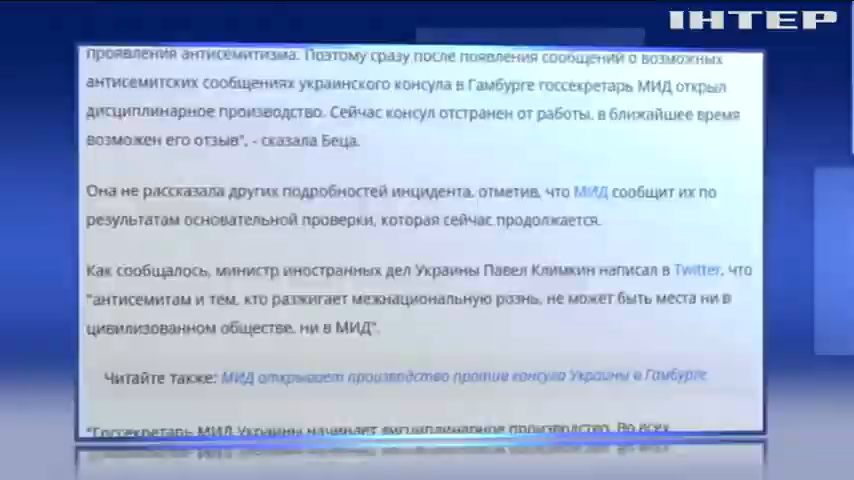 ІНТЕР
проявления антисемитизма. Поэтому сразу после появления сообщений о возможных
антисемитских сообщениях украинского консула в Гамбурге госсекретарь МИД открыл
дисциплинарное производство. Сейчас консул отстранен от работы, в ближайшее время
возможен его отзыв", - сказала Беца.
Она не рассказала других подробностей инцидента, отметив, что МИД сообщит их по
результатам основательной проверки, которая сейчас продолжается.
Как сообщалось, министр иностранных дел Украины Павел Климкин написал в Twitter, что
"антисемитам и тем, кто разжигает межнациональную рознь, не может быть места ни в
цивилизованном обществе, ни в МИД".
Читайте также: МИД открывает производство против консула Украины в Гамбурге
"Госсекретарь МИД Украины начинает дисциплинарное производство. Во всех